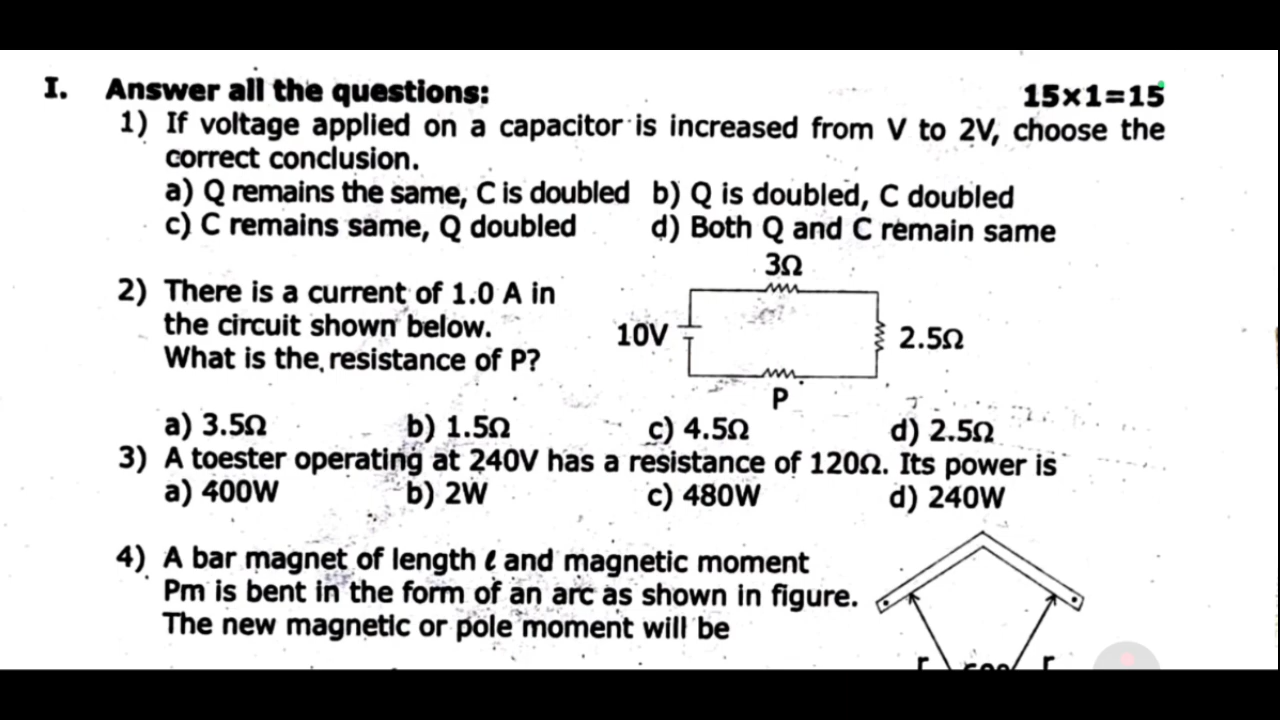 I. Answer all the questions: 15x1=15
1) If voltage applied on a capacitor is increased from V to 2V, choose the
correct conclusion.
a) Q remains the same, C is doubled b) Q is doubled, C doubled
c) C remains same, Q doubled d) Both Q and C remain same
3Ω
2) There is a current of 1.0 A in
the circuit shown below.
10V
2.5Ω
What is the resistance of P?
P
a) 3.5Ω b) 1.5Ω c) 4.5Ω d) 2.5Ω
3) A toester operating at 240V has a resistance of 120Ω. Its power is
a) 400W b) 2W c) 480W d) 240W
4) A bar magnet of length ℓ and magnetic moment
Pm is bent in the form of an arc as shown in figure.
The new magnetic or pole moment will be
r r